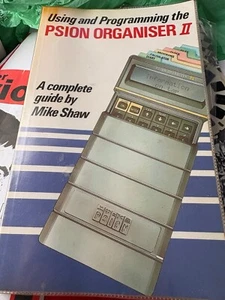 Using and Programming the
PSION ORGANISER II
A complete
guide by
Mike Shaw